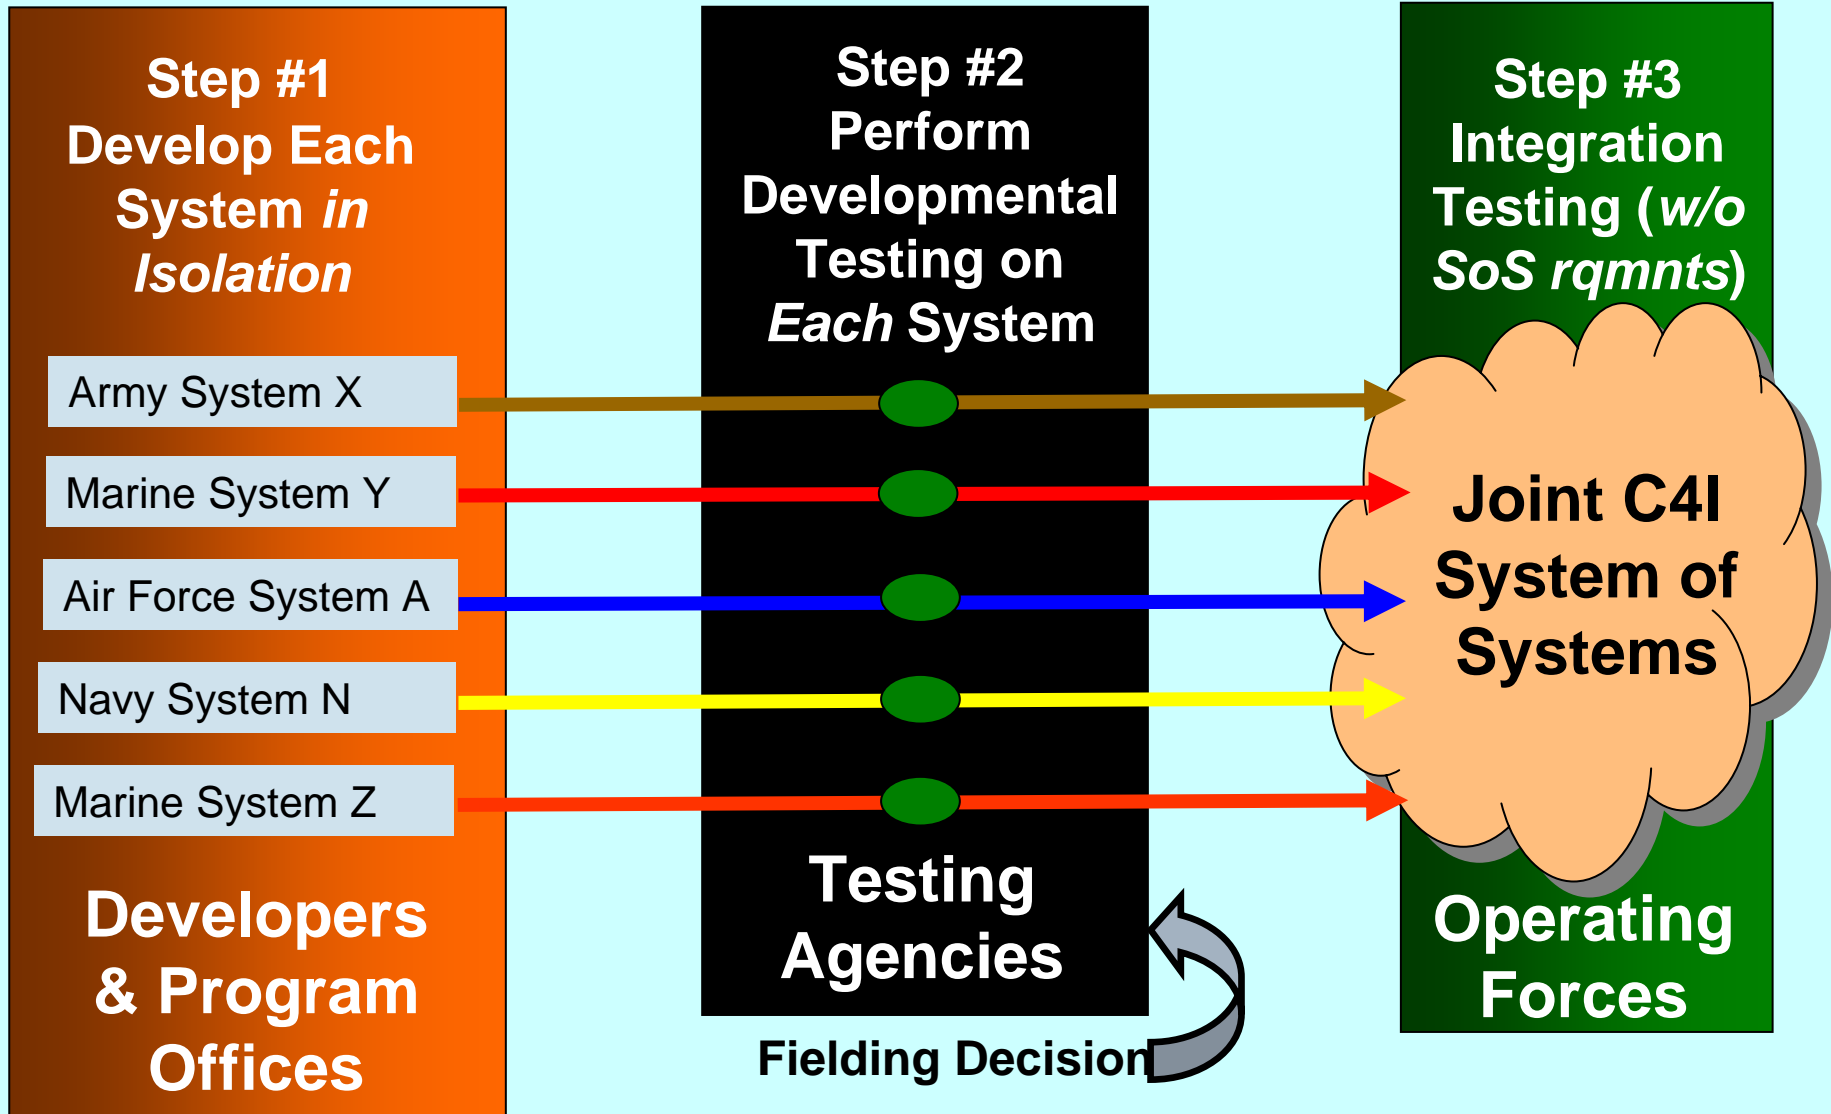 Step #1
Develop Each
System in
Isolation
Army System X
Marine System Y
Air Force System A
Navy System N
Marine System Z
Developers
& Program
Offices
Step #2
Perform
Developmental
Testing on
Each System
Testing
Agencies
Fielding Decision
Step #3
Integration
Testing (w/o
SoS rqmnts)
Joint C4I
System of
Systems
Operating
Forces